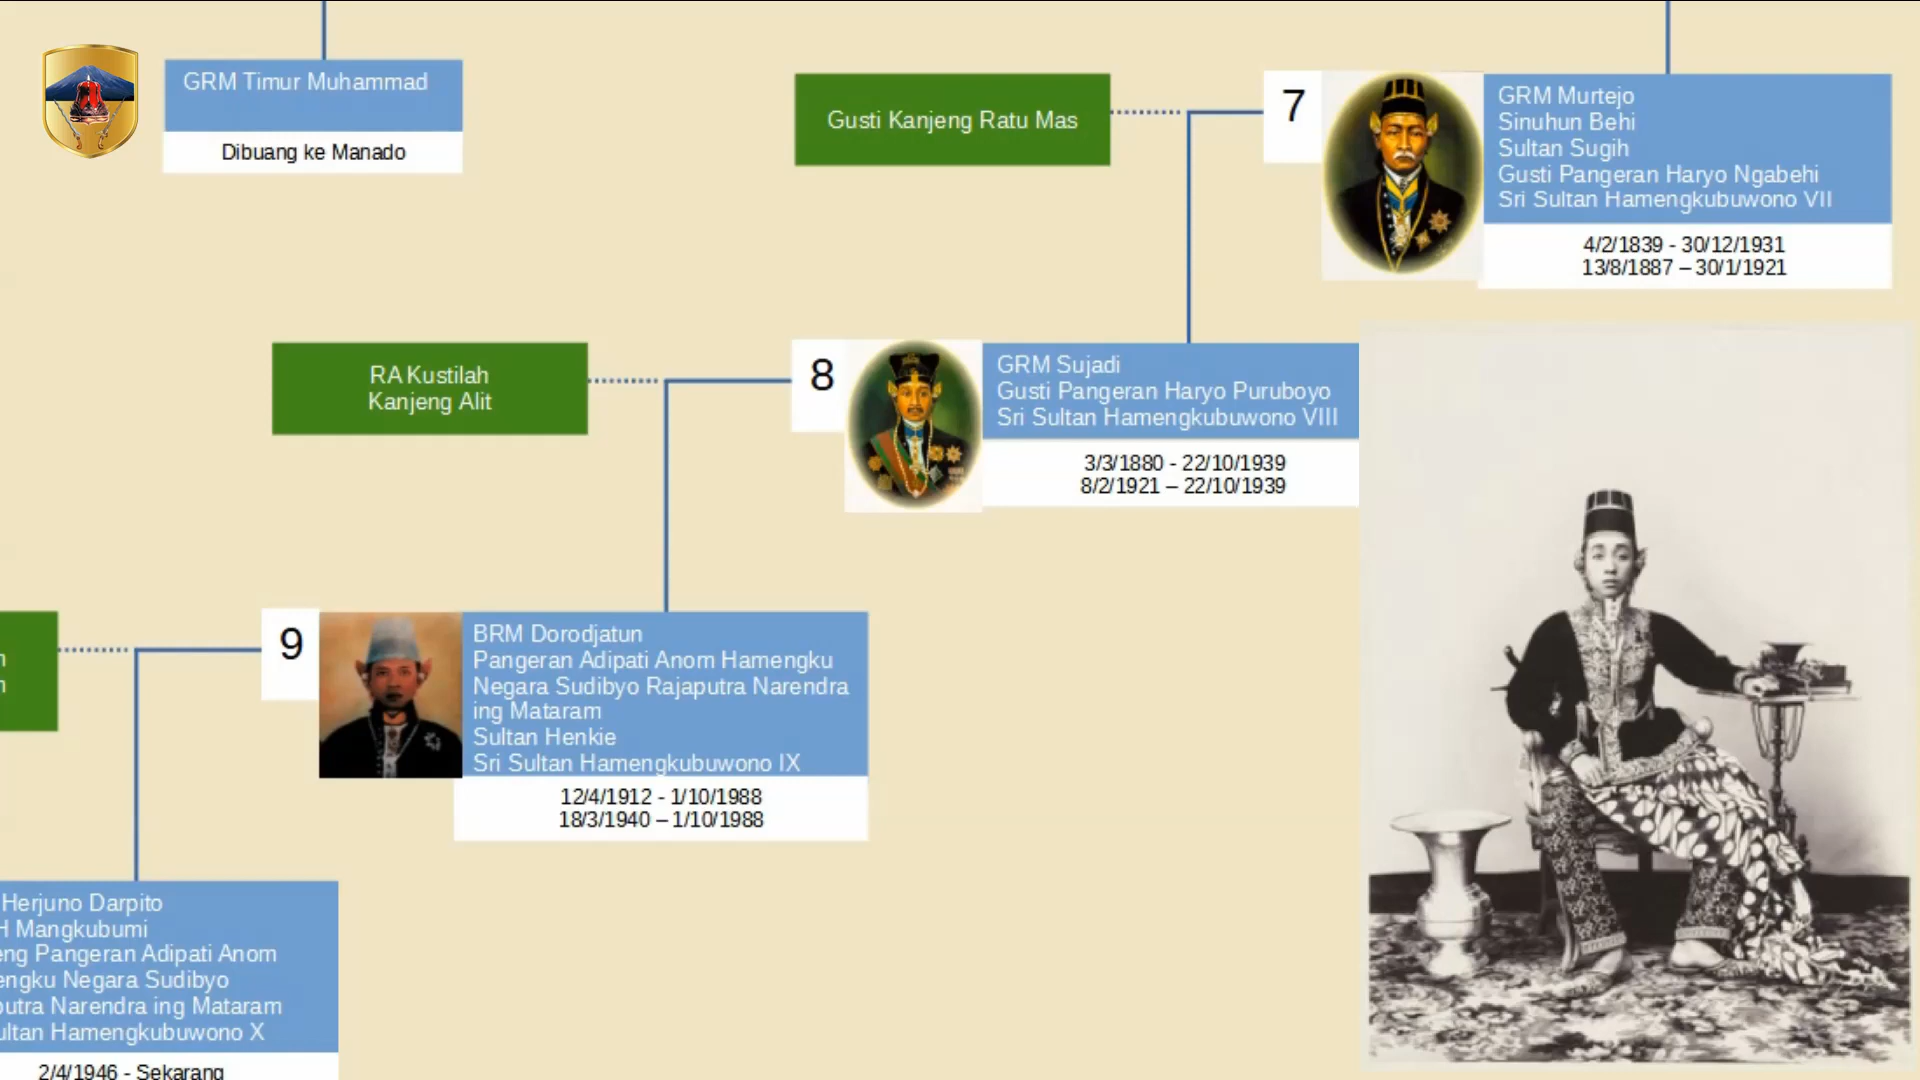 GRM Timur Muhammad
Dibuang ke Manado
Gusti Kanjeng Ratu Mas
7
GRM Murtejo
Sinuhun Behi
Sultan Sugih
Gusti Pangeran Haryo Ngabehi
Sri Sultan Hamengkubuwono VII
4/2/1839 - 30/12/1931
13/8/1887 – 30/1/1921
RA Kustilah
Kanjeng Alit
8
GRM Sujadi
Gusti Pangeran Haryo Puruboyo
Sri Sultan Hamengkubuwono VIII
3/3/1880 - 22/10/1939
8/2/1921 – 22/10/1939
9
BRM Dorodjatun
Pangeran Adipati Anom Hamengku
Negara Sudibyo Rajaputra Narendra
ing Mataram
Sultan Henkie
Sri Sultan Hamengkubuwono IX
12/4/1912 - 1/10/1988
18/3/1940 – 1/10/1988
Herjuno Darpito
H Mangkubumi
eng Pangeran Adipati Anom
engku Negara Sudibyo
putra Narendra ing Mataram
ultan Hamengkubuwono X
2/4/1946 - Sekarang